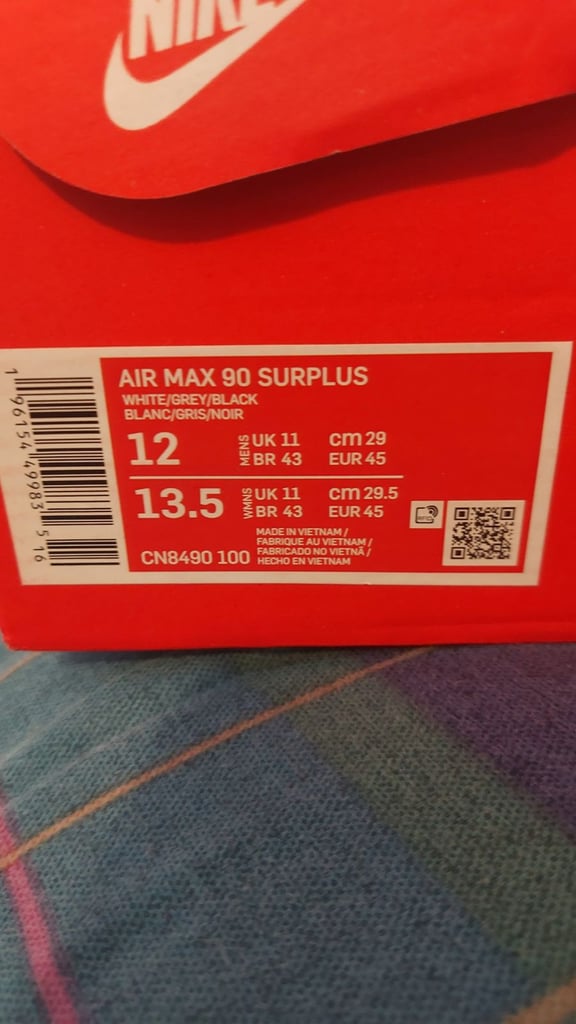 NIKE
AIR MAX 90 SURPLUS
WHITE/GREY/BLACK
BLANC/GRIS/NOIR
12 MENS UK 11 cm 29
BR 43 EUR 45
13.5 WMNS UK 11 cm 29.5
BR 43 EUR 45
MADE IN VIETNAM /
FABRIQUE AU VIETNAM /
FABRICADO NO VIETNÃ /
HECHO EN VIETNAM
CN8490 100
1 96154 49983 5 16